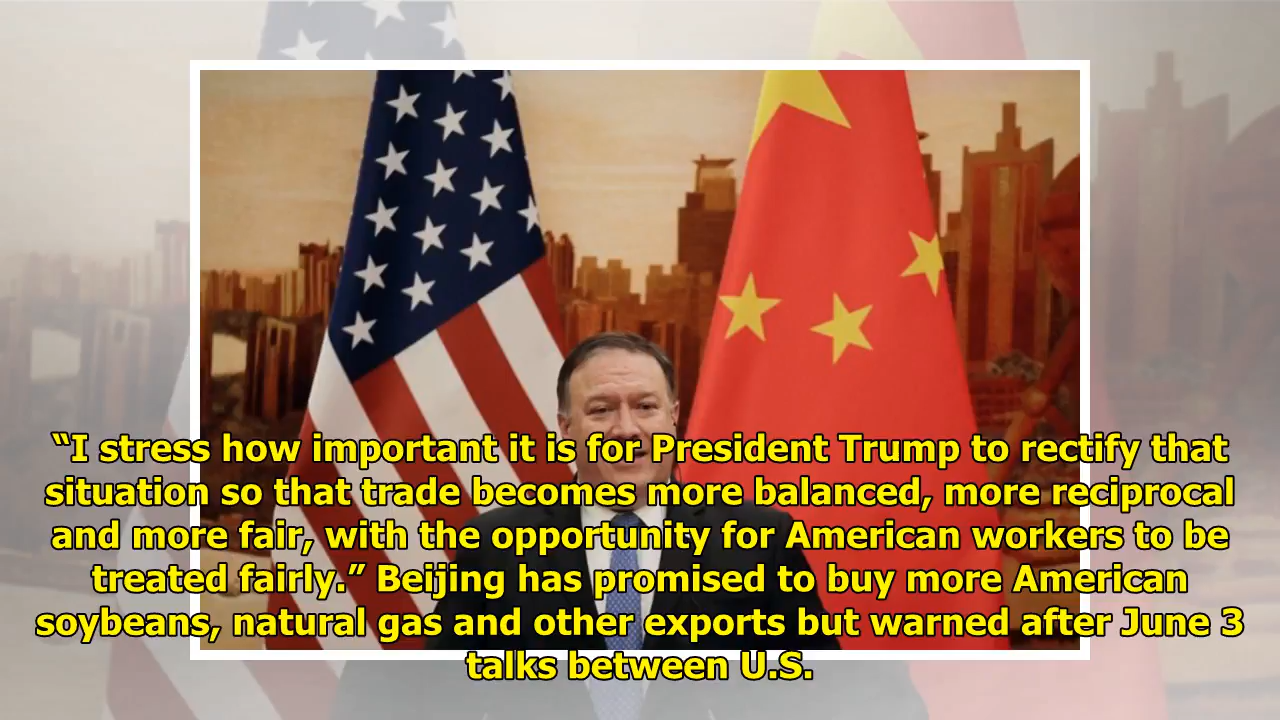 “I stress how important it is for President Trump to rectify that
situation so that trade becomes more balanced, more reciprocal
and more fair, with the opportunity for American workers to be
treated fairly.” Beijing has promised to buy more American
soybeans, natural gas and other exports but warned after June 3
talks between U.S.